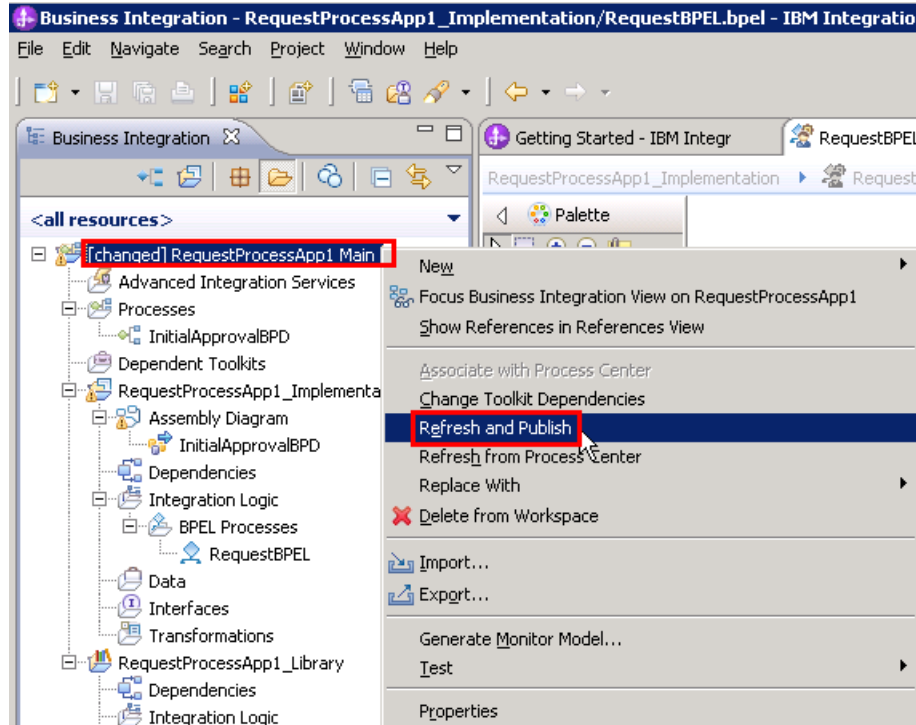 Business Integration - RequestProcessApp1_Implementation/RequestBPEL.bpel - IBM Integratio
File Edit Navigate Search Project Window Help
Business Integration
Getting Started - IBM Integr
RequestBPEL
RequestProcessApp1_Implementation
Request
<all resources>
Palette
[changed] RequestProcessApp1 Main
Advanced Integration Services
Processes
InitialApprovalBPD
Dependent Toolkits
RequestProcessApp1_Implementa
Assembly Diagram
InitialApprovalBPD
Dependencies
Integration Logic
BPEL Processes
RequestBPEL
Data
Interfaces
Transformations
RequestProcessApp1_Library
Dependencies
Integration Logic
New
Focus Business Integration View on RequestProcessApp1
Show References in References View
Associate with Process Center
Change Toolkit Dependencies
Refresh and Publish
Refresh from Process Center
Replace With
Delete from Workspace
Import...
Export...
Generate Monitor Model...
Test
Properties